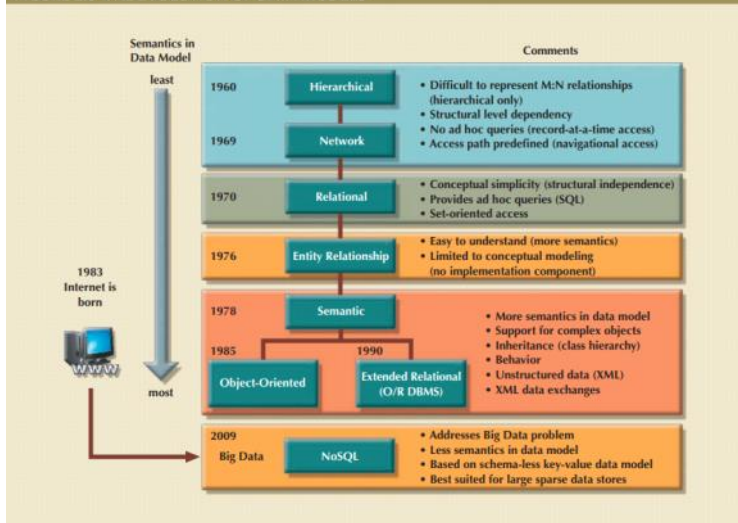 Semantics in
Data Model
least
most
Comments
1960
Hierarchical
1969
Network
• Difficult to represent M:N relationships
(hierarchical only)
• Structural level dependency
• No ad hoc queries (record-at-a-time access)
• Access path predefined (navigational access)
1970
Relational
• Conceptual simplicity (structural independence)
• Provides ad hoc queries (SQL)
• Set-oriented access
1976
Entity Relationship
• Easy to understand (more semantics)
• Limited to conceptual modeling
(no implementation component)
1983
Internet is
born
WWW
1978
Semantic
1985
Object-Oriented
1990
Extended Relational
(O/R DBMS)
• More semantics in data model
• Support for complex objects
• Inheritance (class hierarchy)
• Behavior
• Unstructured data (XML)
• XML data exchanges
2009
Big Data
NoSQL
• Addresses Big Data problem
• Less semantics in data model
• Based on schema-less key-value data model
• Best suited for large sparse data stores